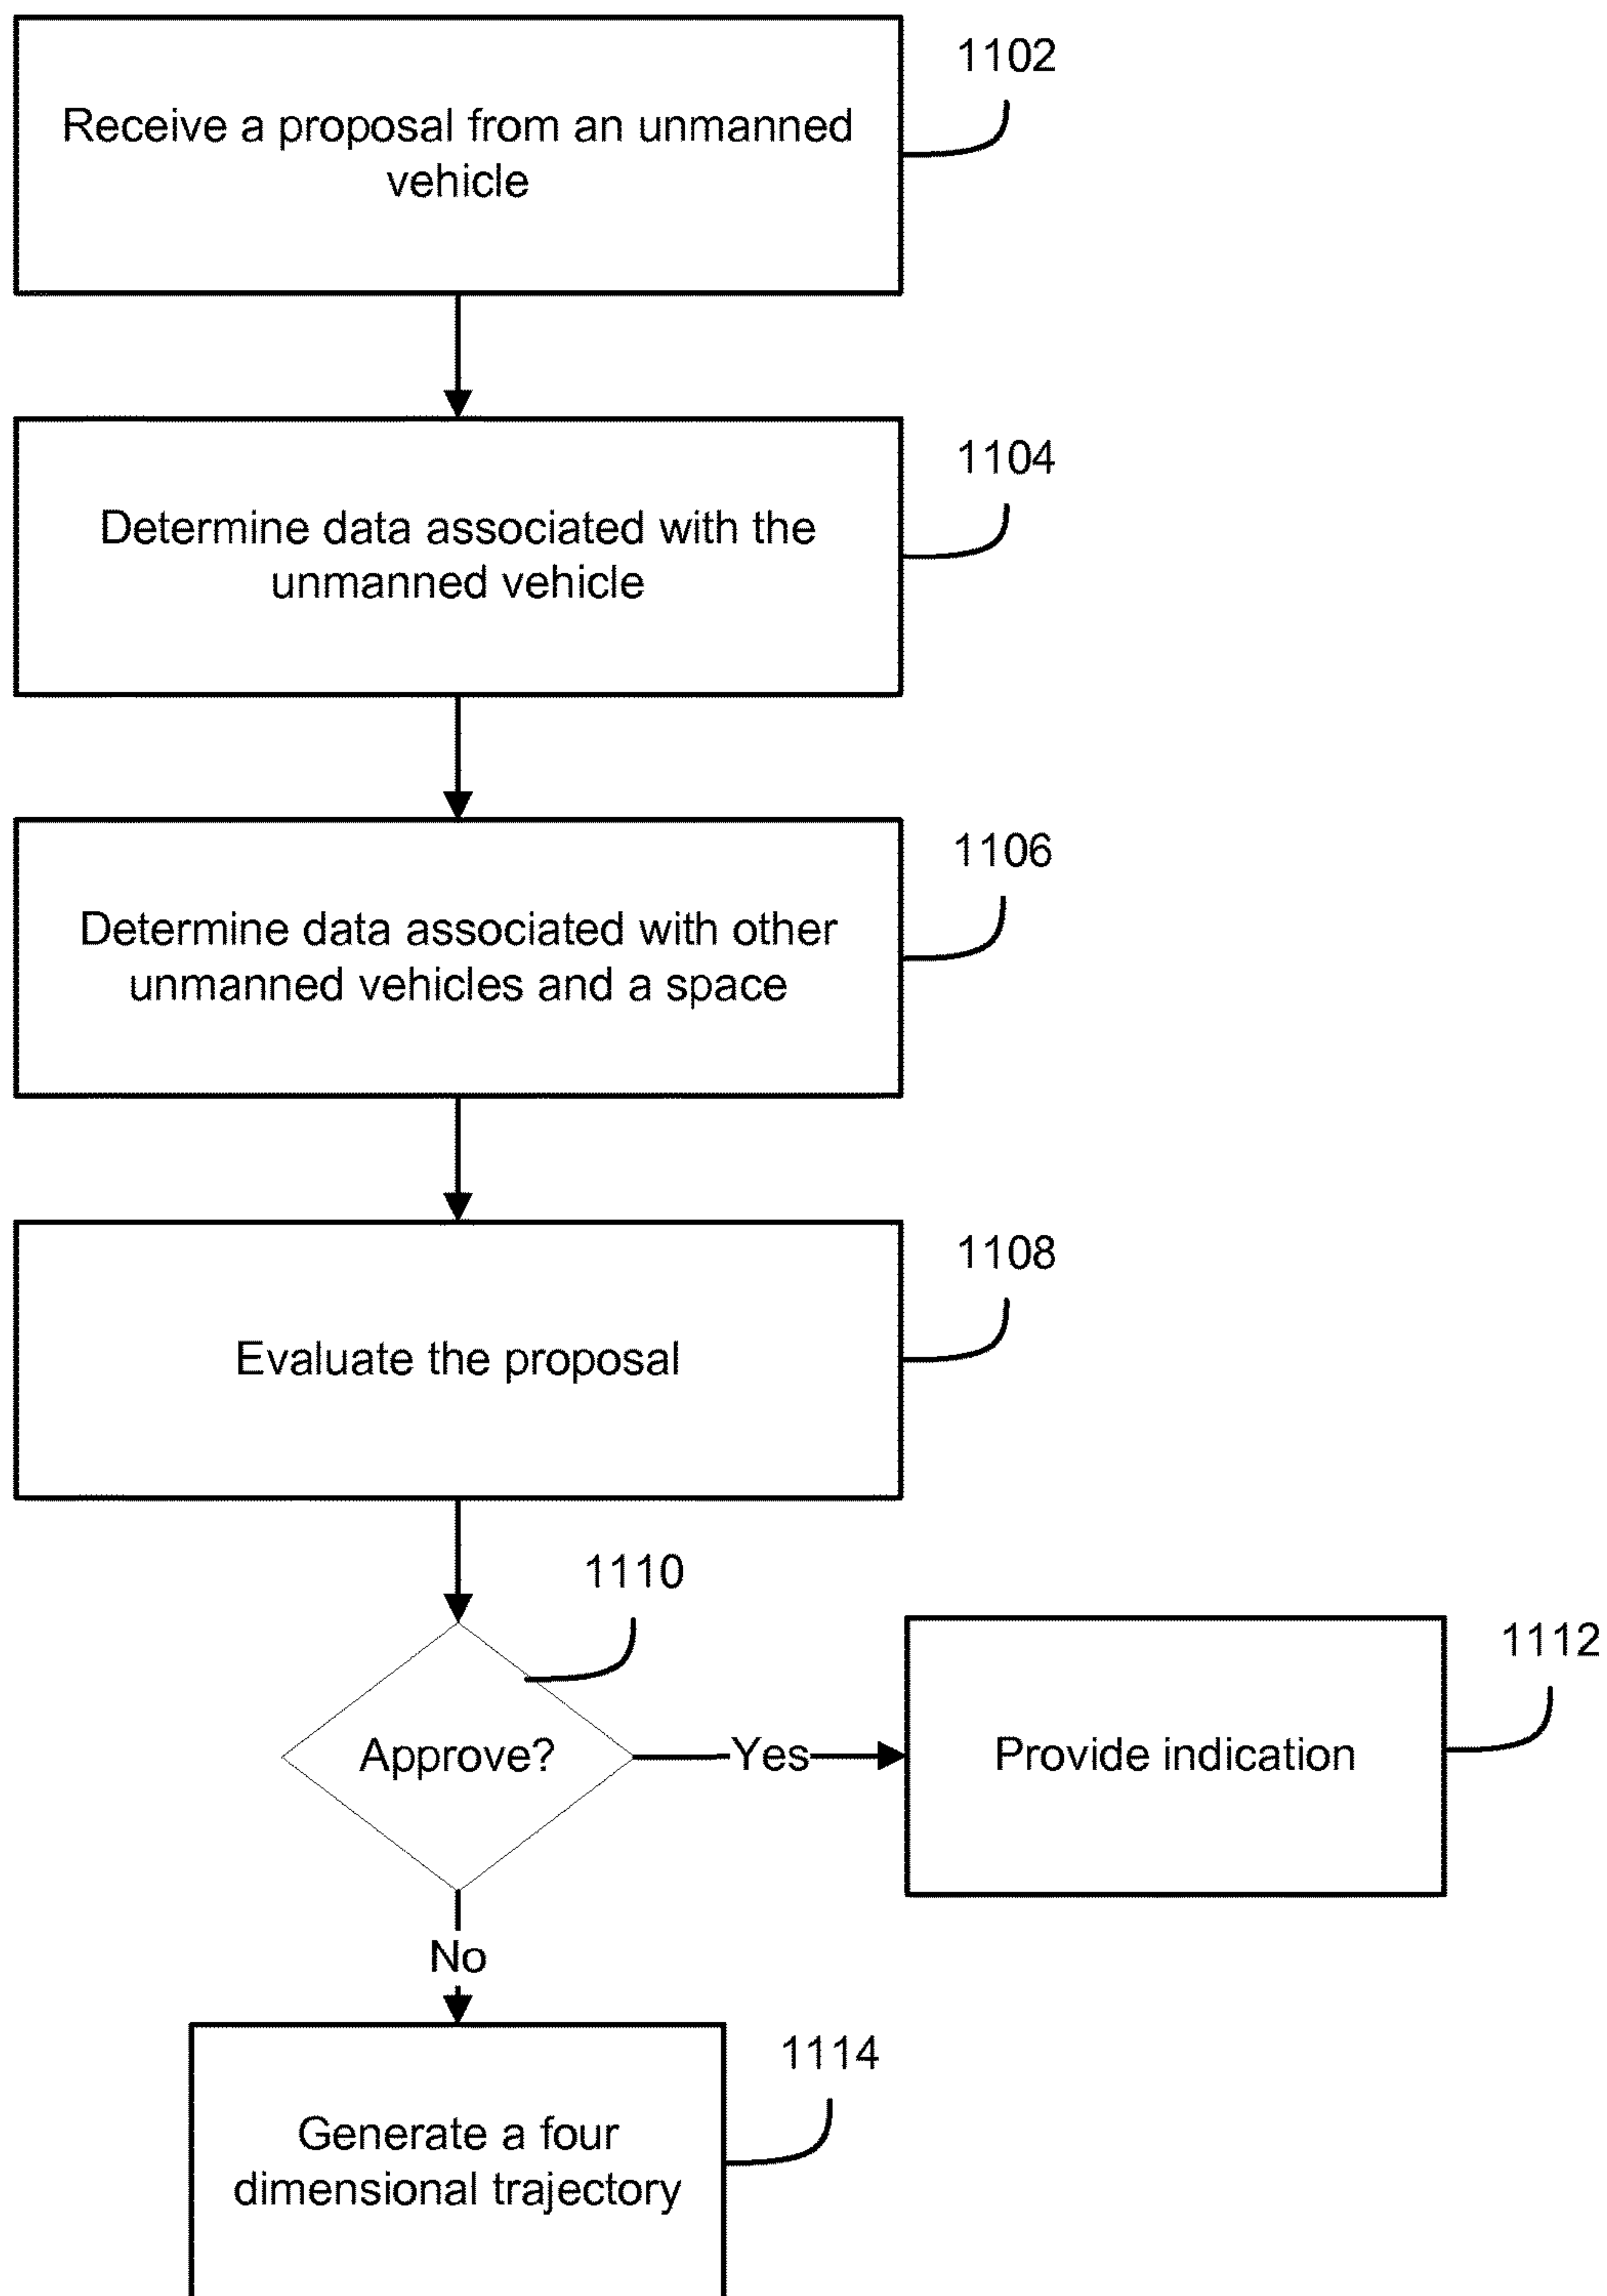 1102
Receive a proposal from an unmanned
vehicle
1104
Determine data associated with the
unmanned vehicle
1106
Determine data associated with other
unmanned vehicles and a space
1108
Evaluate the proposal
1110
1112
Approve?
Yes
Provide indication
No
1114
Generate a four
dimensional trajectory